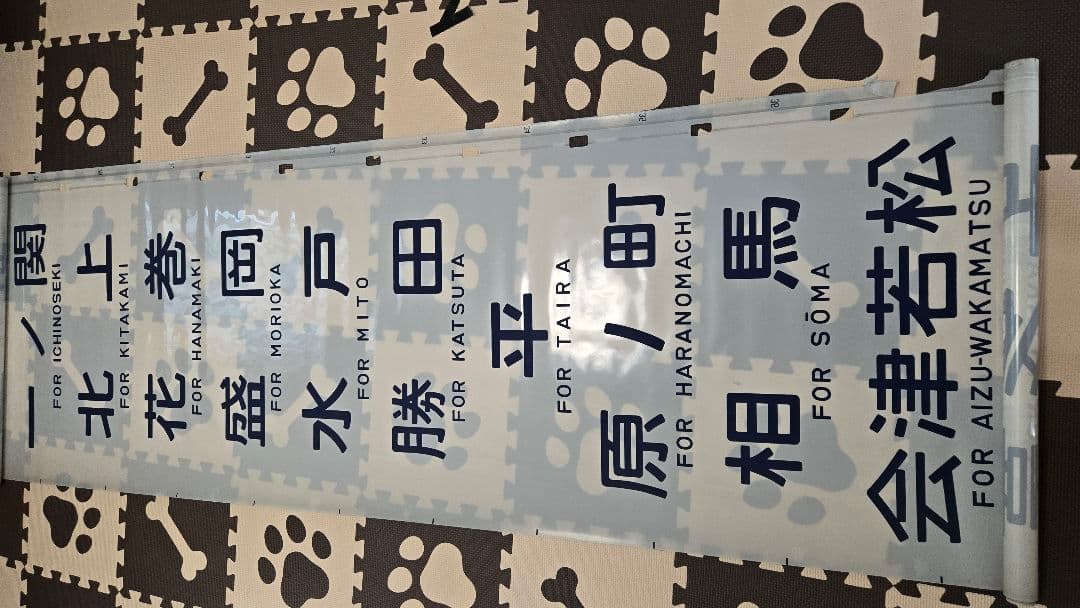 一ノ関
FOR ICHINOSEKI
北上
FOR KITAKAMI
花巻
FOR HANAMAKI
盛岡
FOR MORIOKA
水戸
FOR MITO
勝田
FOR KATSUTA
平
FOR TAIRA
原ノ町
FOR HARANOMACHI
相馬
FOR SŌMA
会津若松
FOR AIZU-WAKAMATSU